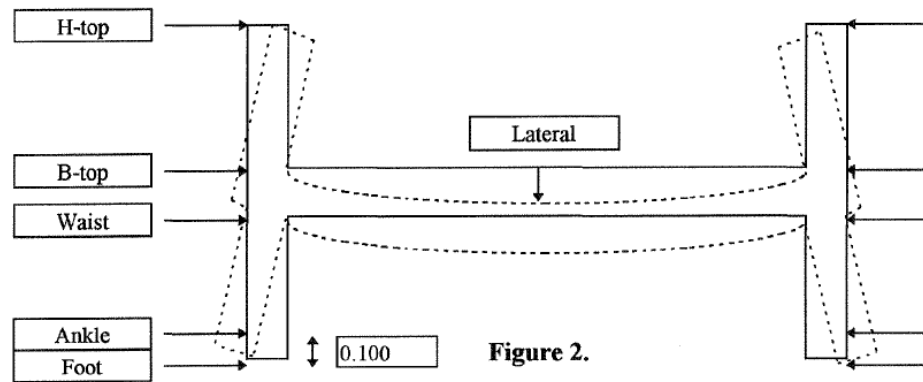 H-top
Lateral
B-top
Waist
Ankle
0.100
Figure 2.
Foot